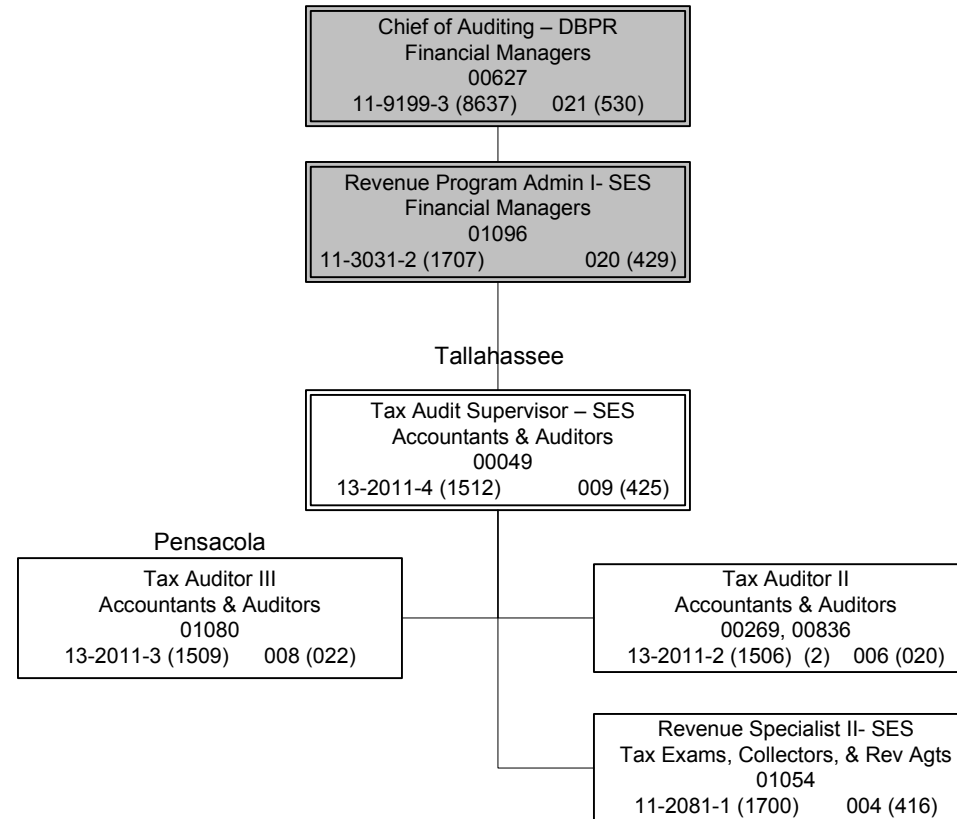 Chief of Auditing – DBPR
Financial Managers
00627
11-9199-3 (8637) 021 (530)
Revenue Program Admin I- SES
Financial Managers
01096
11-3031-2 (1707) 020 (429)
Tallahassee
Tax Audit Supervisor – SES
Accountants & Auditors
00049
13-2011-4 (1512) 009 (425)
Pensacola
Tax Auditor III
Accountants & Auditors
01080
13-2011-3 (1509) 008 (022)
Tax Auditor II
Accountants & Auditors
00269, 00836
13-2011-2 (1506) (2) 006 (020)
Revenue Specialist II- SES
Tax Exams, Collectors, & Rev Agts
01054
11-2081-1 (1700) 004 (416)